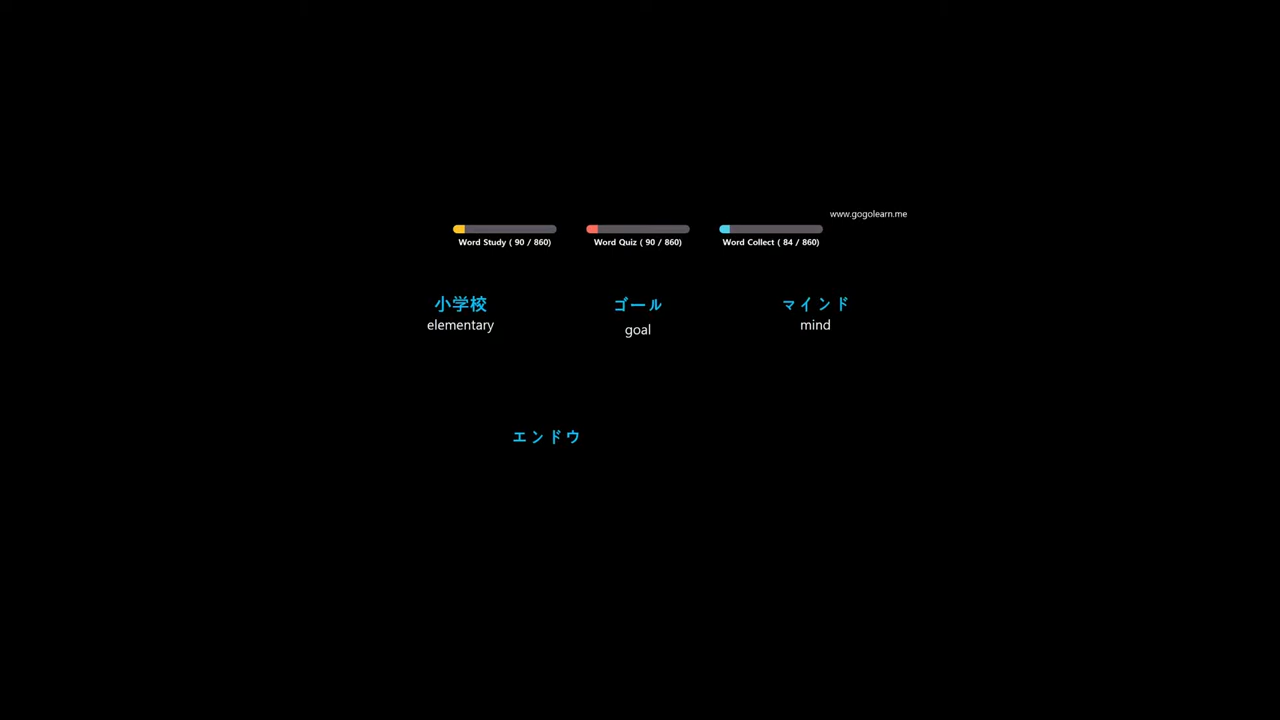 www.gogolearn.me
Word Study ( 90 / 860)
Word Quiz ( 90 / 860)
Word Collect ( 84 / 860)
小学校
elementary
ゴール
goal
マインド
mind
エンドウ